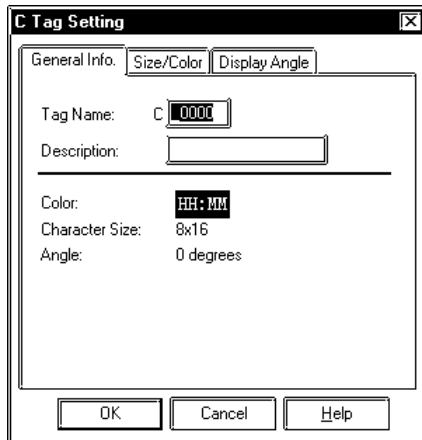 C Tag Setting
General Info. Size/Color Display Angle
Tag Name: C 0000
Description:
Color: HH:MM
Character Size: 8x16
Angle: 0 degrees
OK Cancel Help